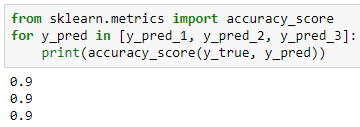 from sklearn.metrics import accuracy_score
for y_pred in [y_pred_1, y_pred_2, y_pred_3]:
    print(accuracy_score(y_true, y_pred))
0.9
0.9
0.9